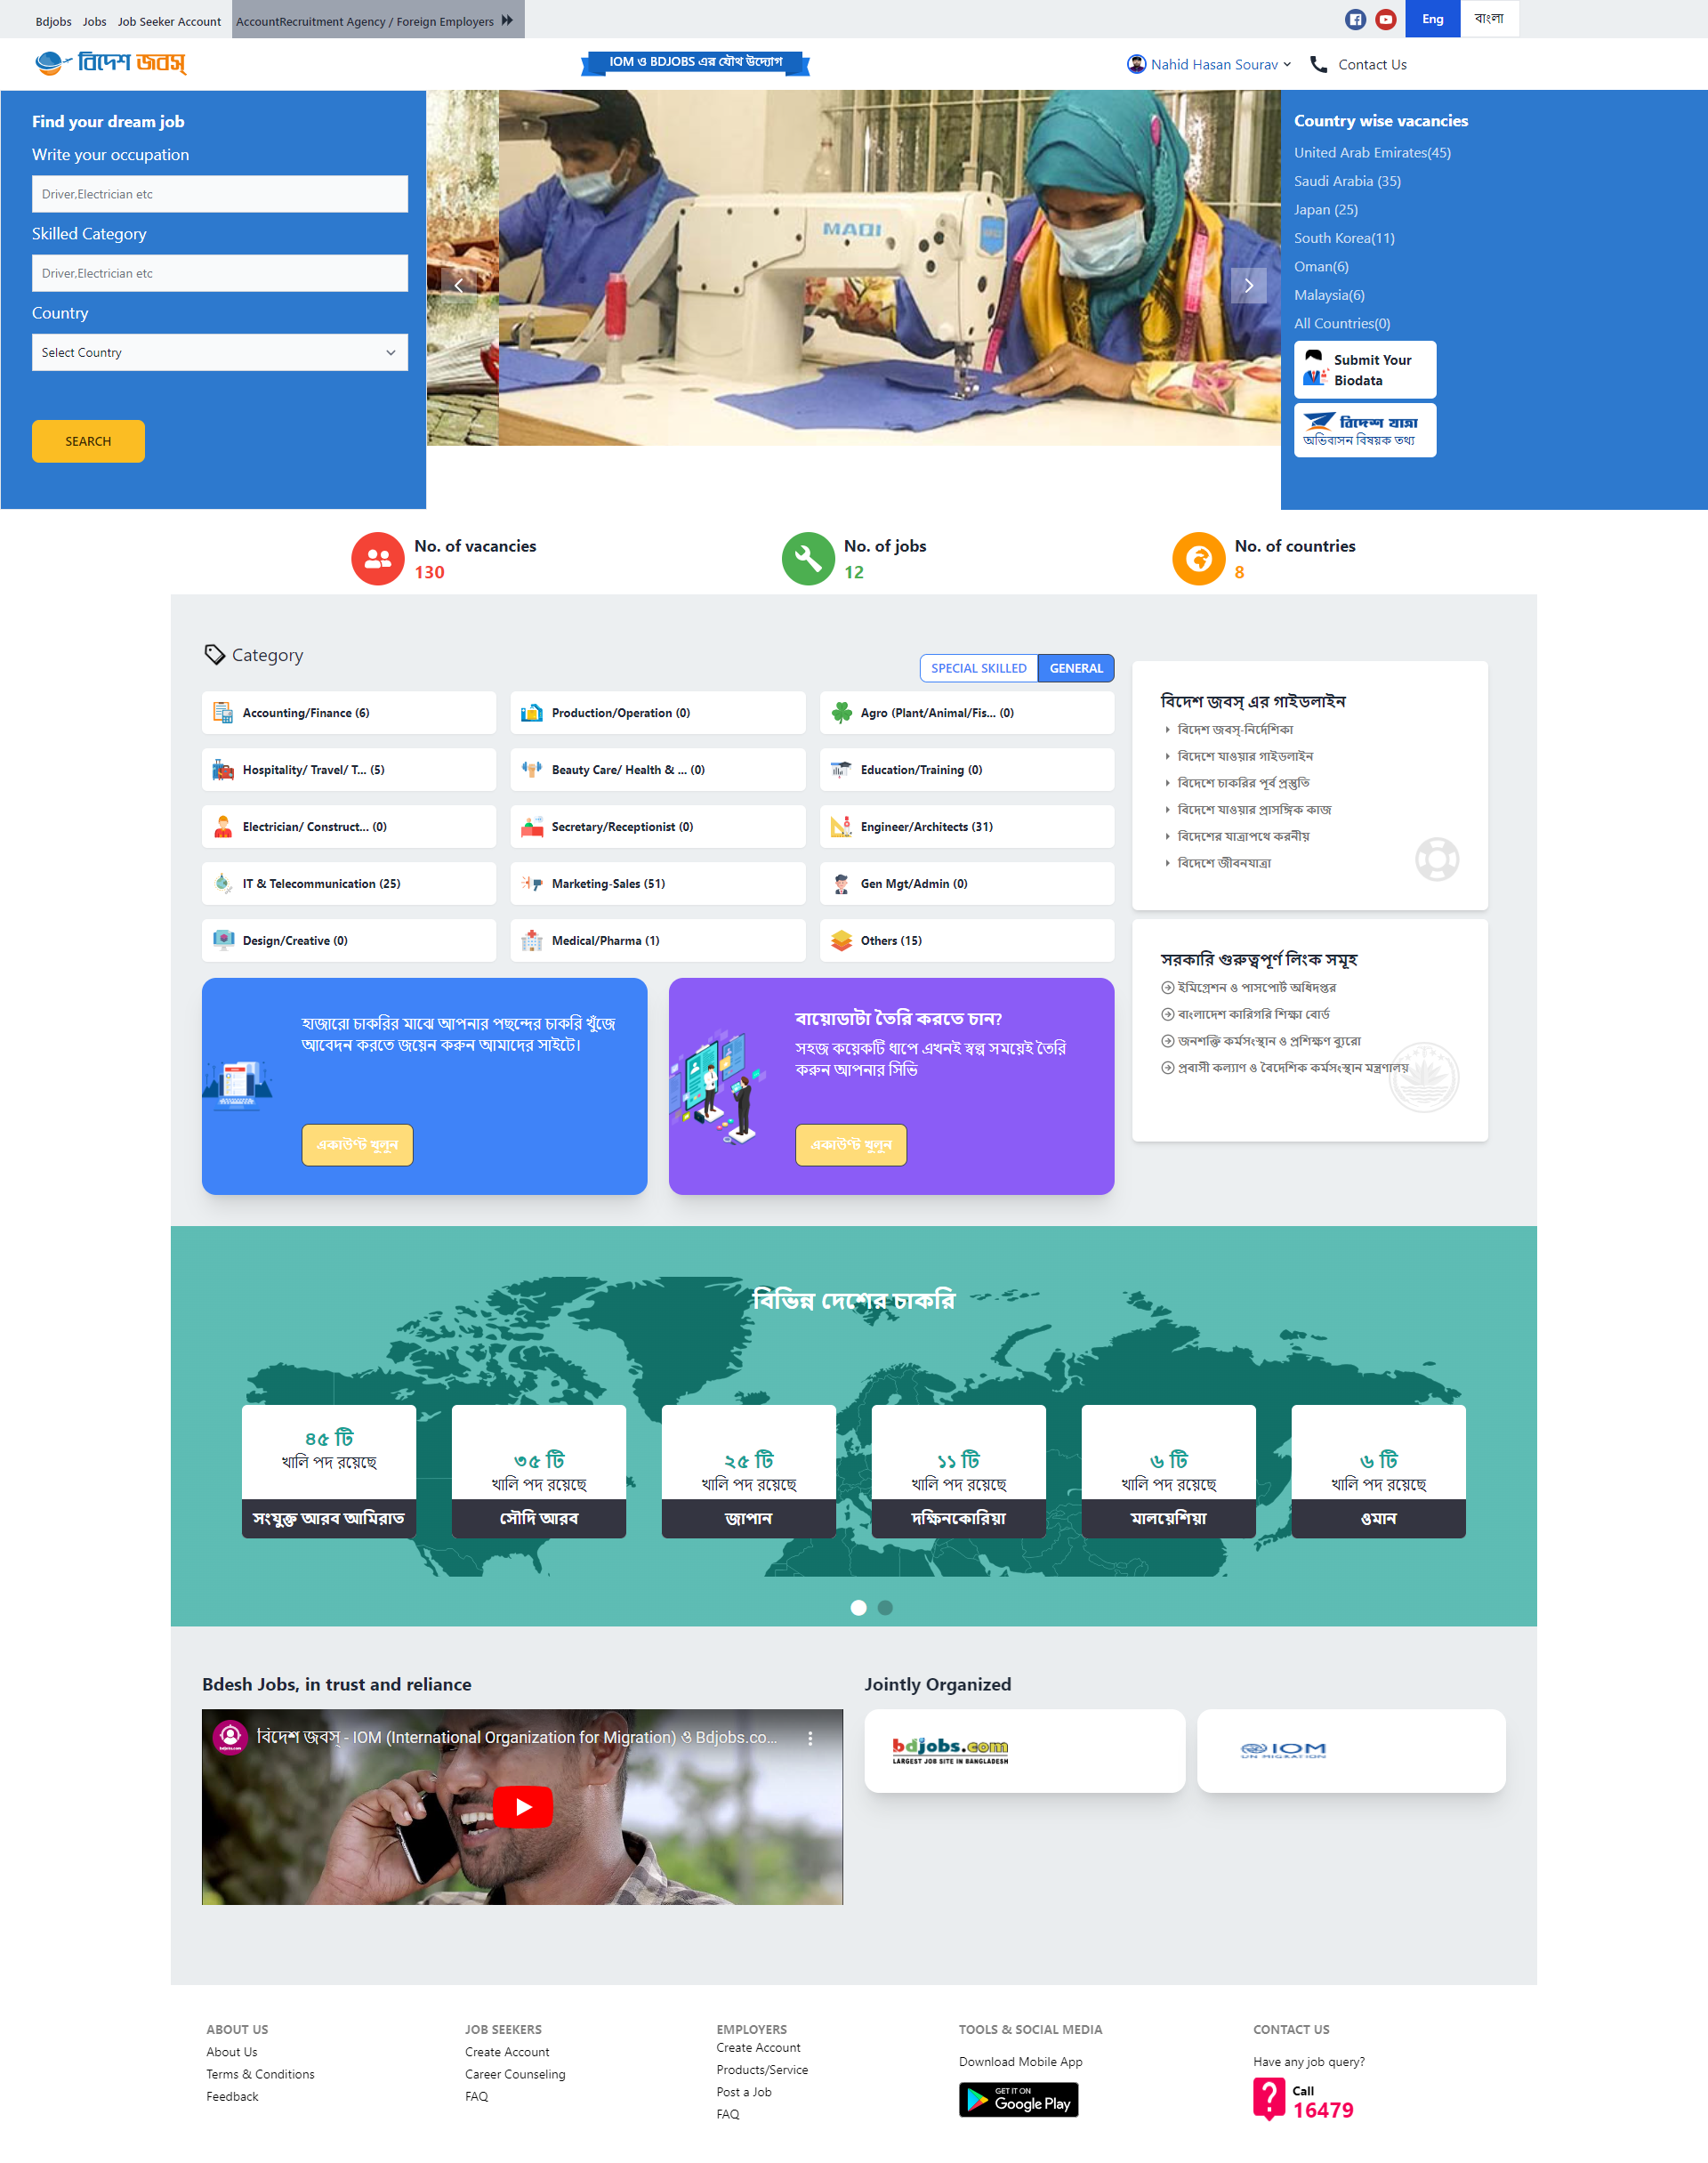 Bdjobs Jobs Job Seeker Account AccountRecruitment Agency / Foreign Employers
Eng বাংলা
বিদেশ জবস্
IOM ও BDJOBS এর যৌথ উদ্যোগ
Nahid Hasan Sourav
Contact Us
Find your dream job
Write your occupation
Driver,Electrician etc
Skilled Category
Driver,Electrician etc
Country
Select Country
SEARCH
MAQI
Country wise vacancies
United Arab Emirates(45)
Saudi Arabia (35)
Japan (25)
South Korea(11)
Oman(6)
Malaysia(6)
All Countries(0)
Submit Your
Biodata
বিদেশ যাত্রা
অভিবাসন বিষয়ক তথ্য
No. of vacancies
130
No. of jobs
12
No. of countries
8
Category
SPECIAL SKILLED GENERAL
Accounting/Finance (6)
Production/Operation (0)
Agro (Plant/Animal/Fis... (0)
Hospitality/ Travel/ T... (5)
Beauty Care/ Health & ... (0)
Education/Training (0)
Electrician/ Construct... (0)
Secretary/Receptionist (0)
Engineer/Architects (31)
IT & Telecommunication (25)
Marketing-Sales (51)
Gen Mgt/Admin (0)
Design/Creative (0)
Medical/Pharma (1)
Others (15)
হাজারো চাকরির মাঝে আপনার পছন্দের চাকরি খুঁজে
আবেদন করতে জয়েন করুন আমাদের সাইটে।
একাউন্ট খুলুন
বায়োডাটা তৈরি করতে চান?
সহজ কয়েকটি ধাপে এখনই স্বল্প সময়েই তৈরি
করুন আপনার সিভি
একাউন্ট খুলুন
বিদেশ জবস্ এর গাইডলাইন
বিদেশ জবস্-নির্দেশিকা
বিদেশে যাওয়ার গাইডলাইন
বিদেশে চাকরির পূর্ব প্রস্তুতি
বিদেশে যাওয়ার প্রাসঙ্গিক কাজ
বিদেশের যাত্রাপথে করনীয়
বিদেশে জীবনযাত্রা
সরকারি গুরুত্বপূর্ণ লিংক সমূহ
ইমিগ্রেশন ও পাসপোর্ট অধিদপ্তর
বাংলাদেশ কারিগরি শিক্ষা বোর্ড
জনশক্তি কর্মসংস্থান ও প্রশিক্ষণ ব্যুরো
প্রবাসী কল্যাণ ও বৈদেশিক কর্মসংস্থান মন্ত্রণালয়
বিভিন্ন দেশের চাকরি
৪৫ টি
খালি পদ রয়েছে
সংযুক্ত আরব আমিরাত
৩৫ টি
খালি পদ রয়েছে
সৌদি আরব
২৫ টি
খালি পদ রয়েছে
জাপান
১১ টি
খালি পদ রয়েছে
দক্ষিনকোরিয়া
৬ টি
খালি পদ রয়েছে
মালয়েশিয়া
৬ টি
খালি পদ রয়েছে
ওমান
Bdesh Jobs, in trust and reliance
বিদেশ জবস্ - IOM (International Organization for Migration) ও Bdjobs.co...
Jointly Organized
bdjobs.com
LARGEST JOB SITE IN BANGLADESH
IOM
UN MIGRATION
ABOUT US
About Us
Terms & Conditions
Feedback
JOB SEEKERS
Create Account
Career Counseling
FAQ
EMPLOYERS
Create Account
Products/Service
Post a Job
FAQ
TOOLS & SOCIAL MEDIA
Download Mobile App
GET IT ON
Google Play
CONTACT US
Have any job query?
Call
16479